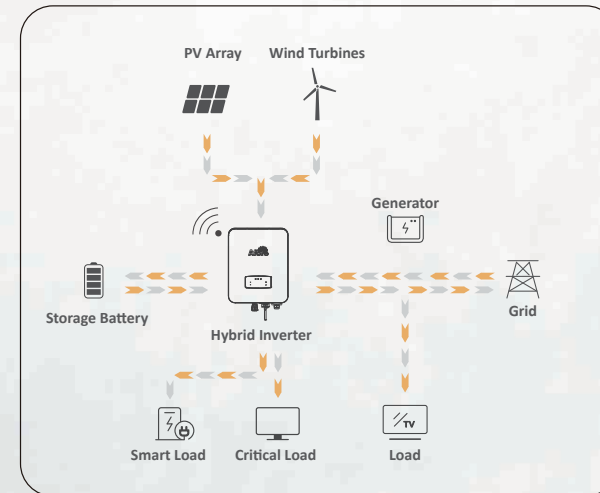 PV Array
Wind Turbines
Generator
Storage Battery
Hybrid Inverter
Grid
TV
Smart Load
Critical Load
Load